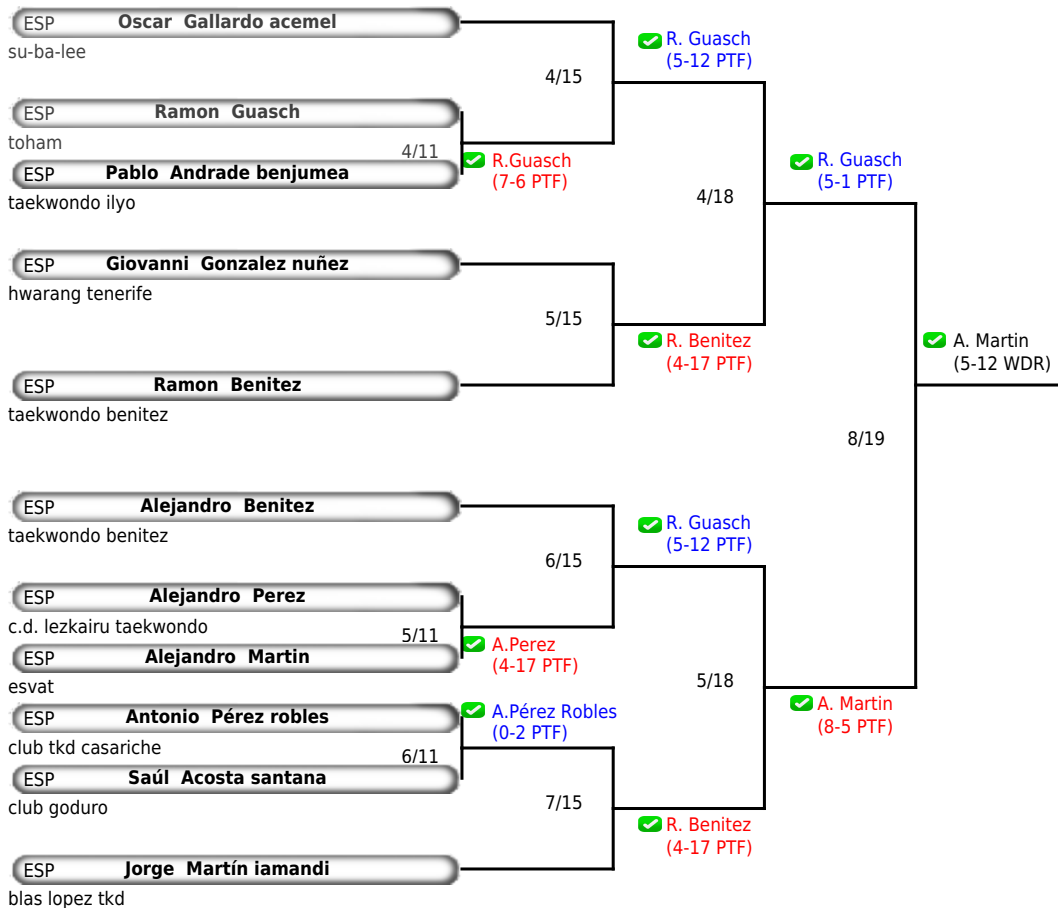 ESP Oscar Gallardo acemel
su-ba-lee
R. Guasch
(5-12 PTF)
4/15
ESP Ramon Guasch
toham
4/11
R.Guasch
(7-6 PTF)
ESP Pablo Andrade benjumea
taekwondo ilyo
R. Guasch
(5-1 PTF)
4/18
ESP Giovanni Gonzalez nuñez
hwarang tenerife
5/15
R. Benitez
(4-17 PTF)
A. Martin
(5-12 WDR)
ESP Ramon Benitez
taekwondo benitez
8/19
ESP Alejandro Benitez
taekwondo benitez
R. Guasch
(5-12 PTF)
6/15
ESP Alejandro Perez
c.d. lezkairu taekwondo
5/11
A.Perez
(4-17 PTF)
ESP Alejandro Martin
esvat
5/18
A. Martin
(8-5 PTF)
ESP Antonio Pérez robles
A.Pérez Robles
(0-2 PTF)
club tkd casariche
6/11
ESP Saúl Acosta santana
club goduro
7/15
R. Benitez
(4-17 PTF)
ESP Jorge Martín iamandi
blas lopez tkd